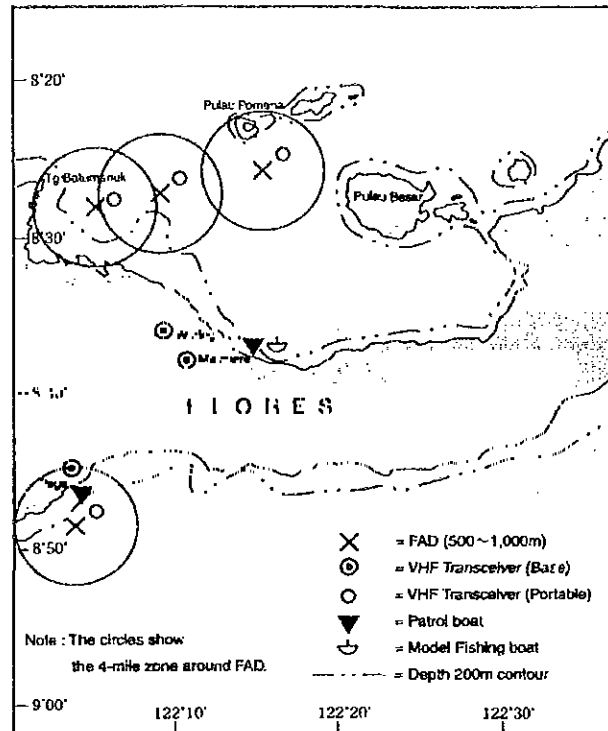 8°20'
Pulau Pomana
Tg Batumanuk
Pulau Besar
8°30'
Maumere
FLORES
8°50'
× = FAD (500~1,000m)
= VHF Transceiver (Base)
= VHF Transceiver (Portable)
= Patrol boat
= Model Fishing boat
= Depth 200m contour
Note : The circles show
the 4-mile zone around FAD.
9°00'
122°10'
122°20'
122°30'